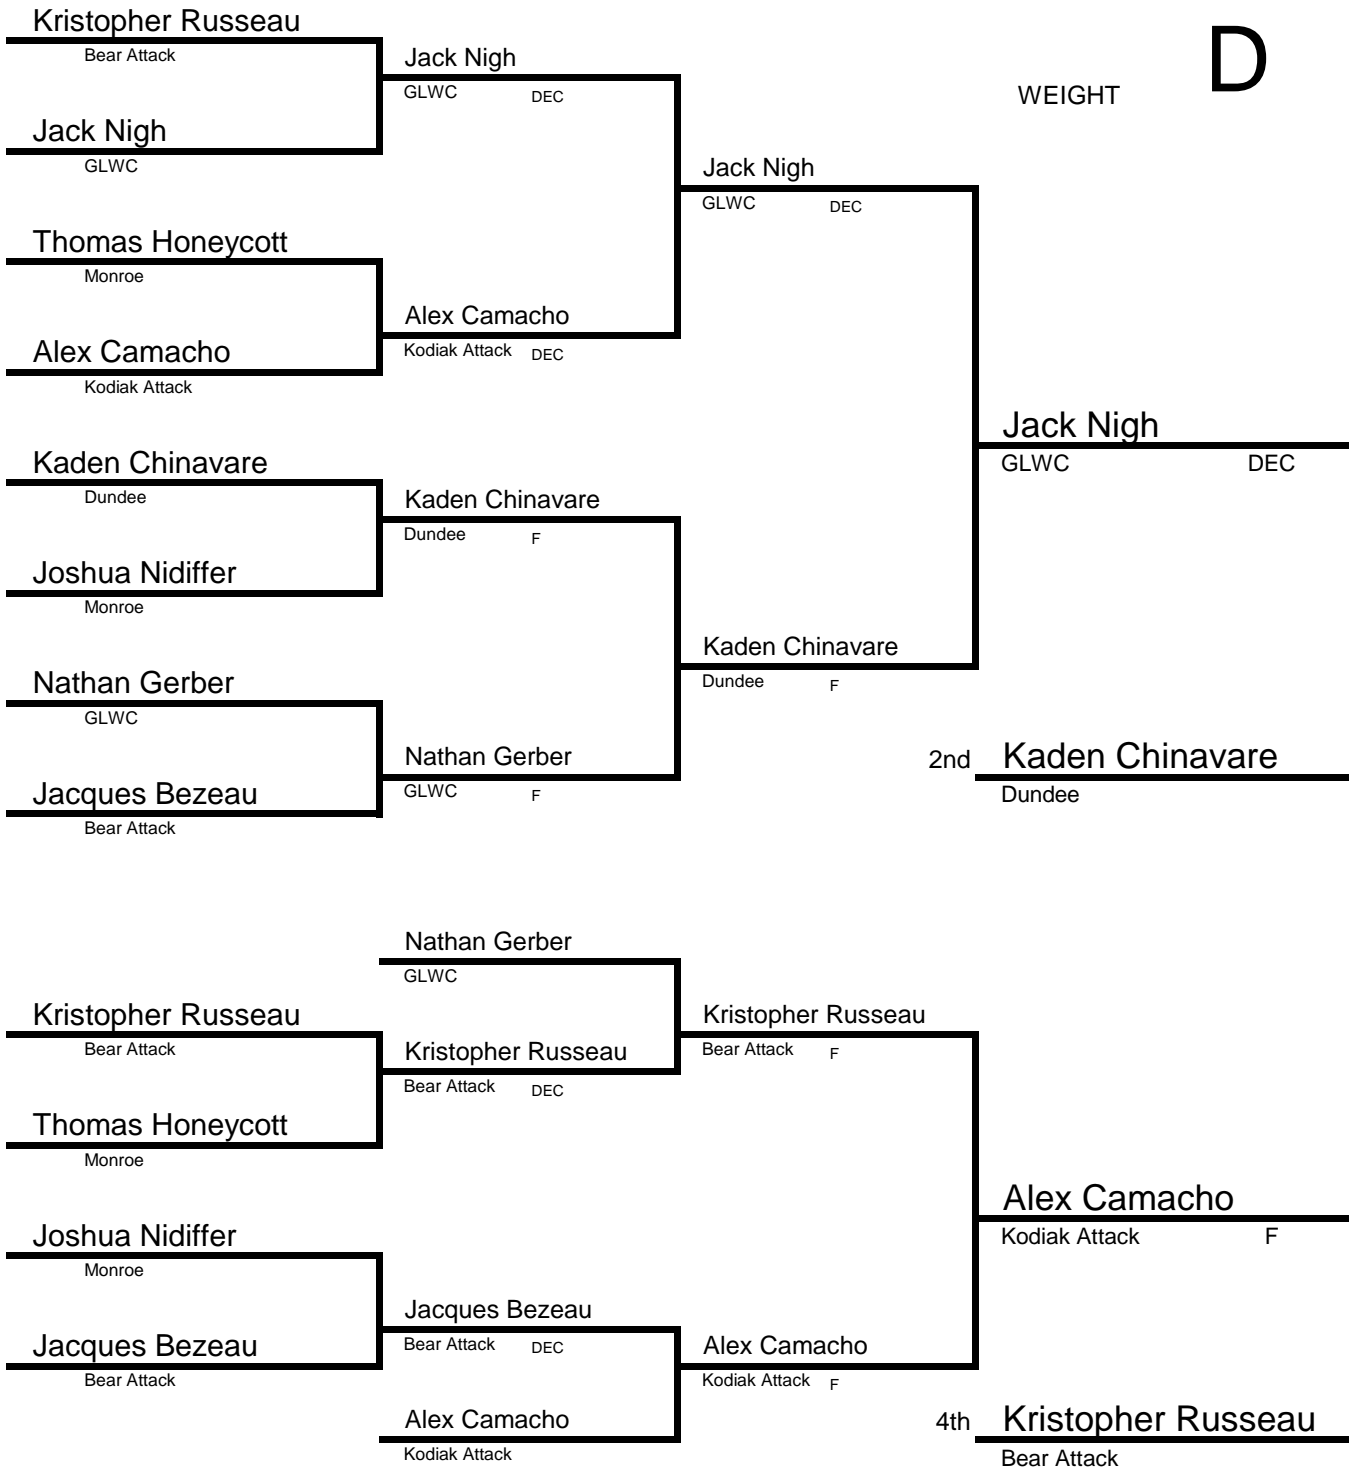 Kristopher Russeau
Bear Attack
Jack Nigh
GLWC DEC
D
WEIGHT
Jack Nigh
GLWC
Jack Nigh
GLWC DEC
Thomas Honeycott
Monroe
Alex Camacho
Kodiak Attack DEC
Alex Camacho
Kodiak Attack
Jack Nigh
GLWC DEC
Kaden Chinavare
Dundee
Kaden Chinavare
Dundee F
Joshua Nidiffer
Monroe
Kaden Chinavare
Dundee F
Nathan Gerber
GLWC
Nathan Gerber
GLWC F
2nd Kaden Chinavare
Dundee
Jacques Bezeau
Bear Attack
Nathan Gerber
GLWC
Kristopher Russeau
Bear Attack
Kristopher Russeau
Bear Attack F
Kristopher Russeau
Bear Attack DEC
Thomas Honeycott
Monroe
Alex Camacho
Kodiak Attack F
Joshua Nidiffer
Monroe
Jacques Bezeau
Bear Attack DEC
Jacques Bezeau
Bear Attack
Alex Camacho
Kodiak Attack F
Alex Camacho
Kodiak Attack
4th Kristopher Russeau
Bear Attack